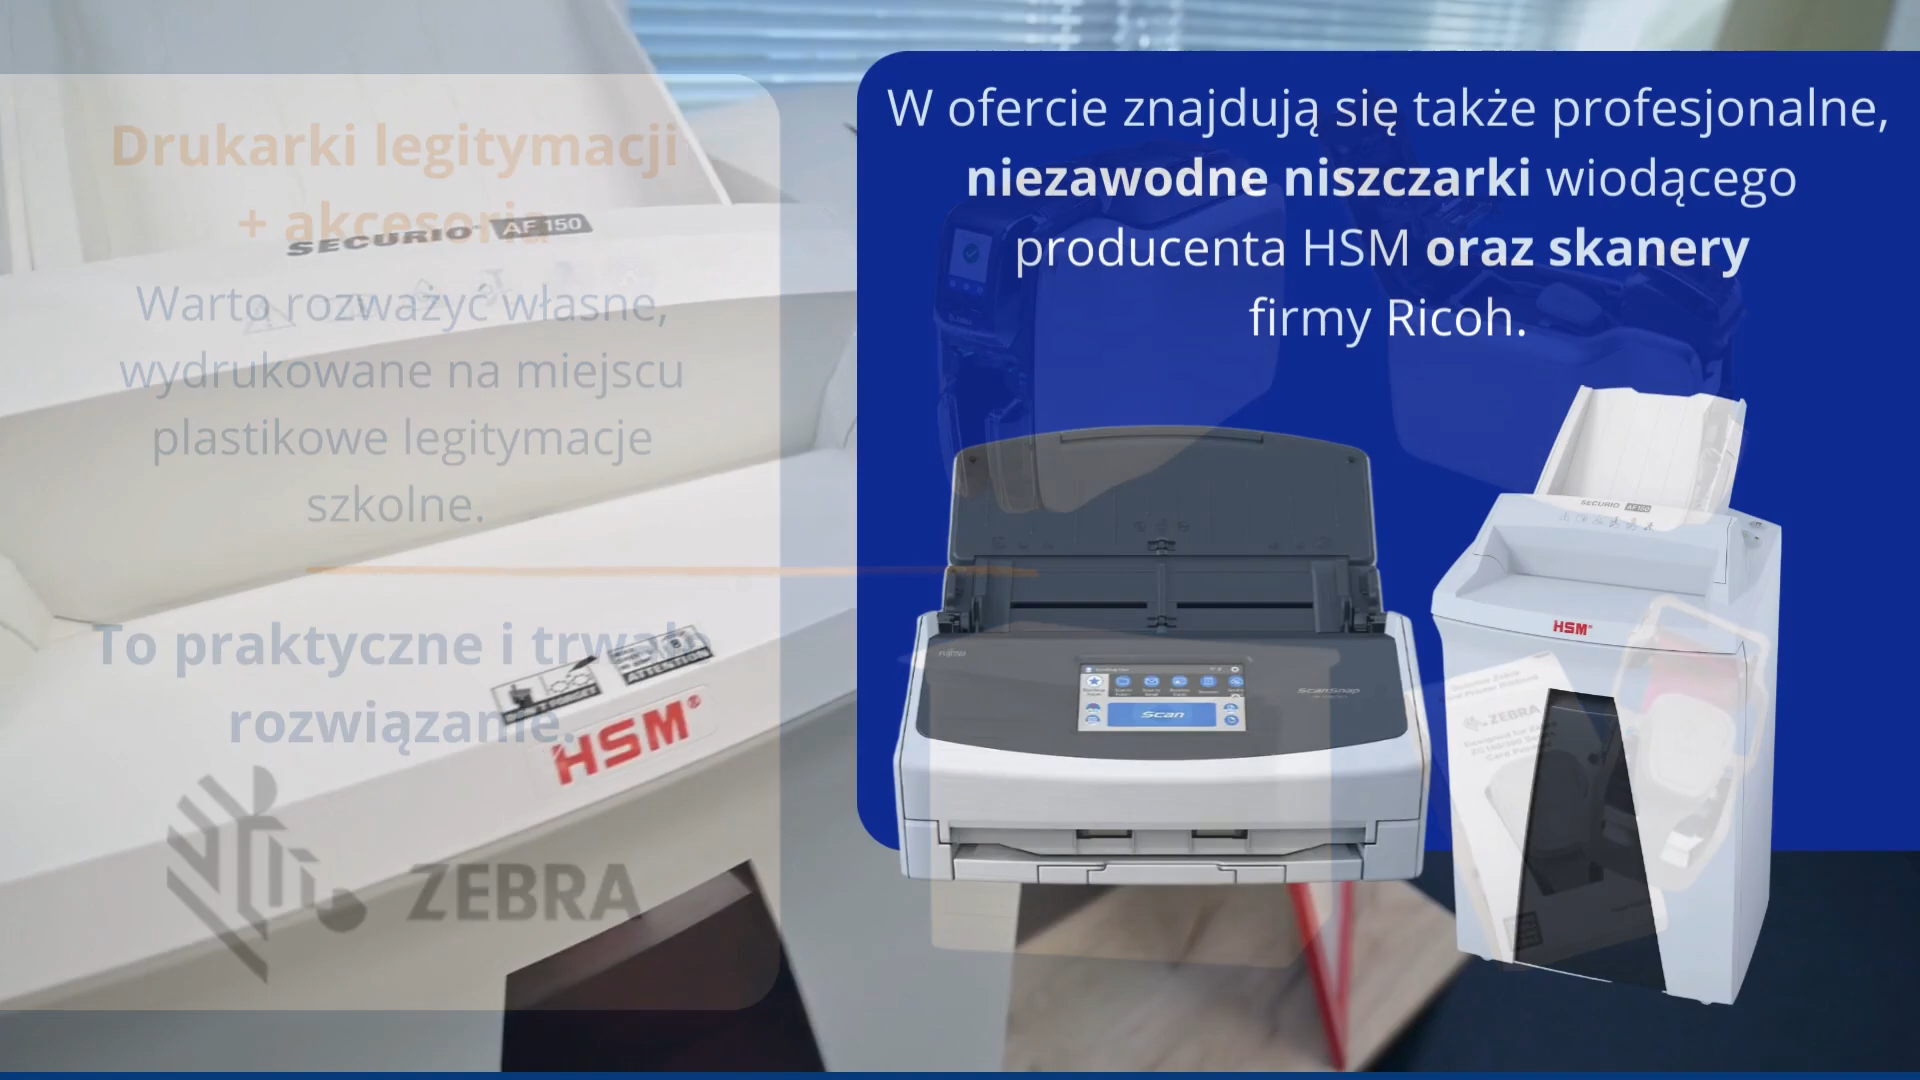 Drukarki legitymacji
+ akcesoria
SECURIO AF 150
Warto rozważyć własne,
wydrukowane na miejscu
plastikowe legitymacje
szkolne.
To praktyczne i trwałe
rozwiązanie.
ATTENTION
HSM®
ZEBRA
W ofercie znajdują się także profesjonalne,
niezawodne niszczarki wiodącego
producenta HSM oraz skanery
firmy Ricoh.
FUJITSU
ScanSnap
Scan
SECURIO AF150
HSM®
ZEBRA